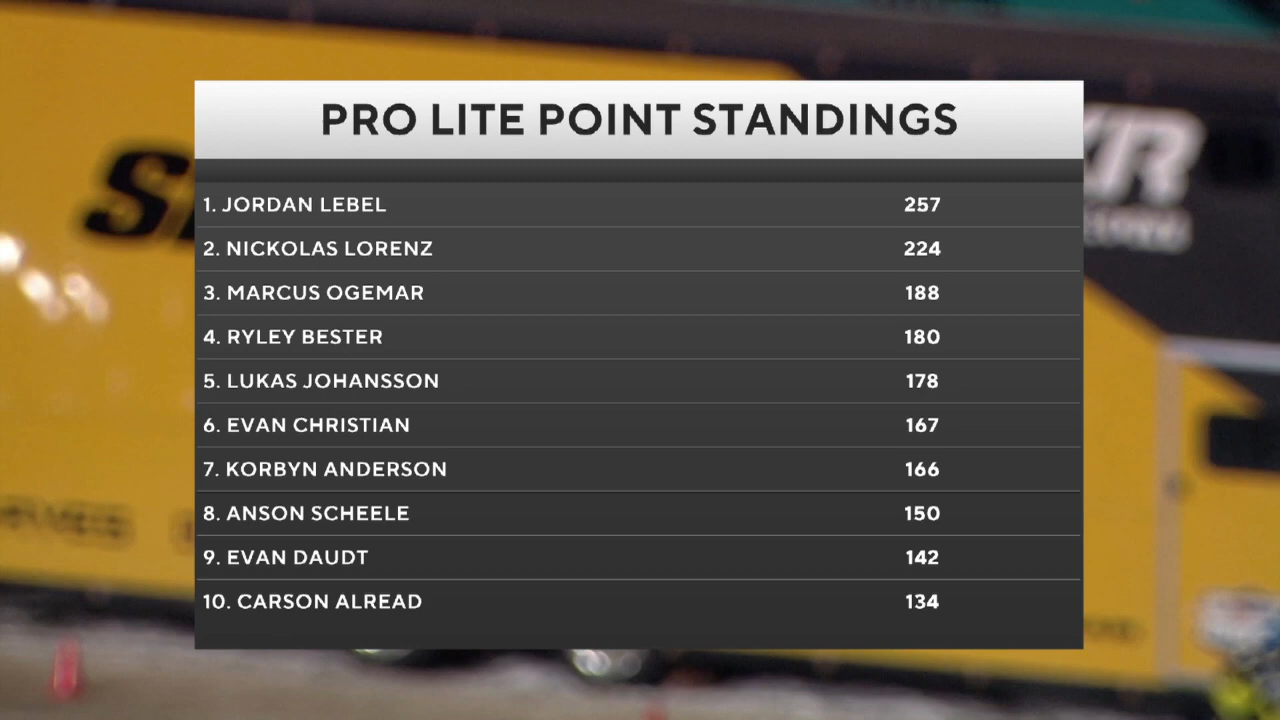 PRO LITE POINT STANDINGS
1. JORDAN LEBEL 257
2. NICKOLAS LORENZ 224
3. MARCUS OGEMAR 188
4. RYLEY BESTER 180
5. LUKAS JOHANSSON 178
6. EVAN CHRISTIAN 167
7. KORBYN ANDERSON 166
8. ANSON SCHEELE 150
9. EVAN DAUDT 142
10. CARSON ALREAD 134